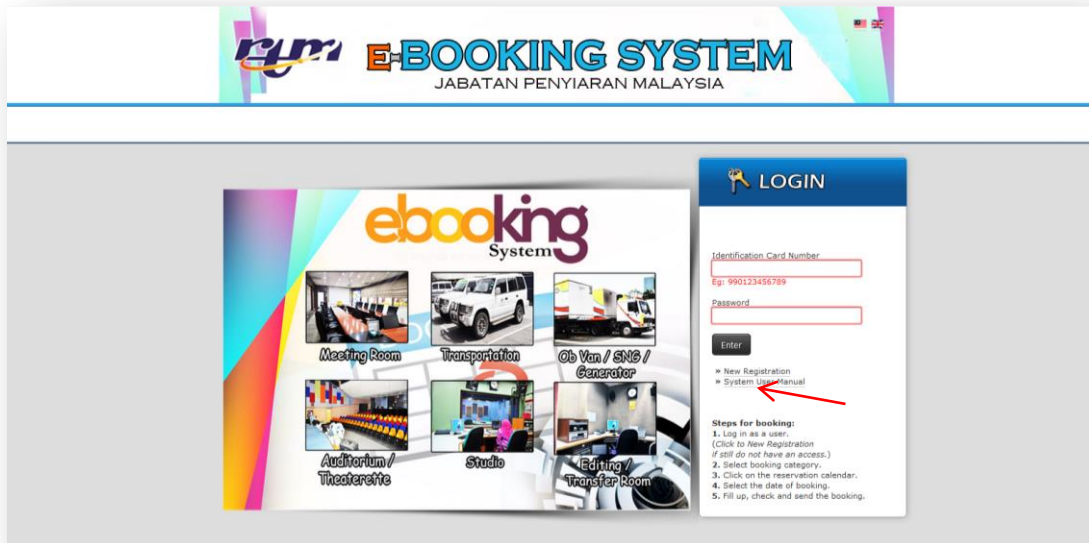 rtm
E-BOOKING SYSTEM
JABATAN PENYIARAN MALAYSIA
LOGIN
ebooking
System
Meeting Room
Transportation
Ob Van / SNG /
Generator
Auditorium /
Theaterette
Studio
Editing /
Transfer Room
Identification Card Number
Eg: 990123456789
Password
Enter
» New Registration
» System User Manual
Steps for booking:
1. Log in as a user.
(Click to New Registration
if still do not have an access.)
2. Select booking category.
3. Click on the reservation calendar.
4. Select the date of booking.
5. Fill up, check and send the booking.